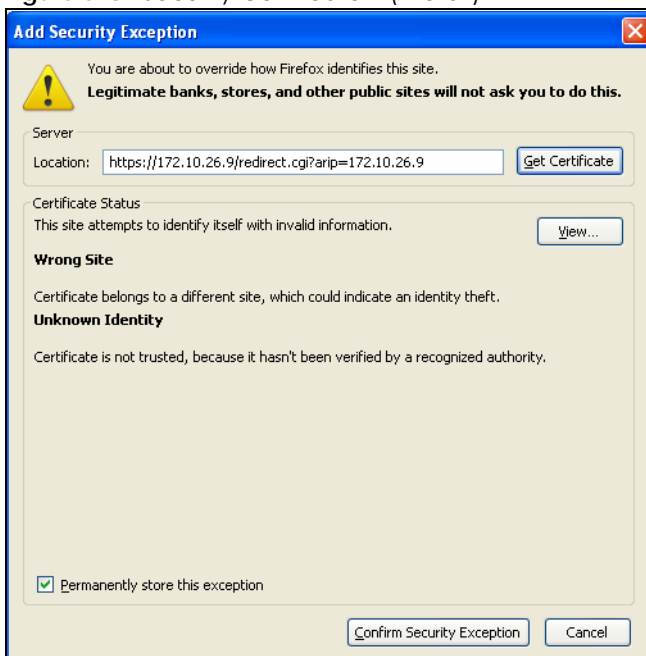 Add Security Exception
You are about to override how Firefox identifies this site.
Legitimate banks, stores, and other public sites will not ask you to do this.
Server
Location: https://172.10.26.9/redirect.cgi?arip=172.10.26.9 Get Certificate
Certificate Status
This site attempts to identify itself with invalid information. View...
Wrong Site
Certificate belongs to a different site, which could indicate an identity theft.
Unknown Identity
Certificate is not trusted, because it hasn't been verified by a recognized authority.
Permanently store this exception
Confirm Security Exception Cancel